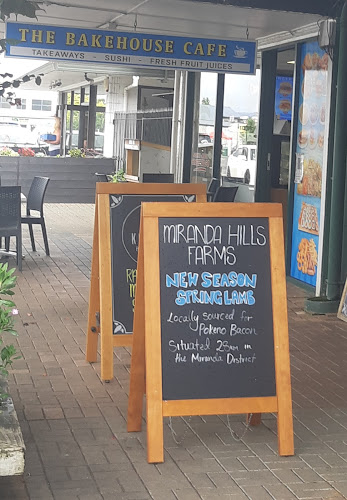 THE BAKEHOUSE CAFE
TAKEAWAYS - SUSHI - FRESH FRUIT JUICES
MIRANDA HILLS
FARMS
NEW SEASON
SPRING LAMB
Locally sourced for
Pokeno Bacon
Situated 25km in
the Miranda District